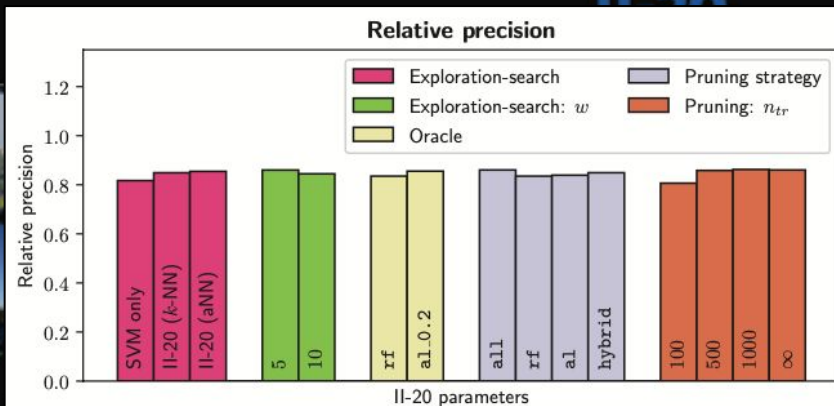 Relative precision
Exploration-search
Exploration-search: w
Oracle
Pruning strategy
Pruning: n_tr
Relative precision
1.2
1.0
0.8
0.6
0.4
0.2
0.0
SVM only
II-20 (k-NN)
II-20 (aNN)
5
10
rf
al_0.2
all
rf
al
hybrid
100
500
1000
∞
II-20 parameters